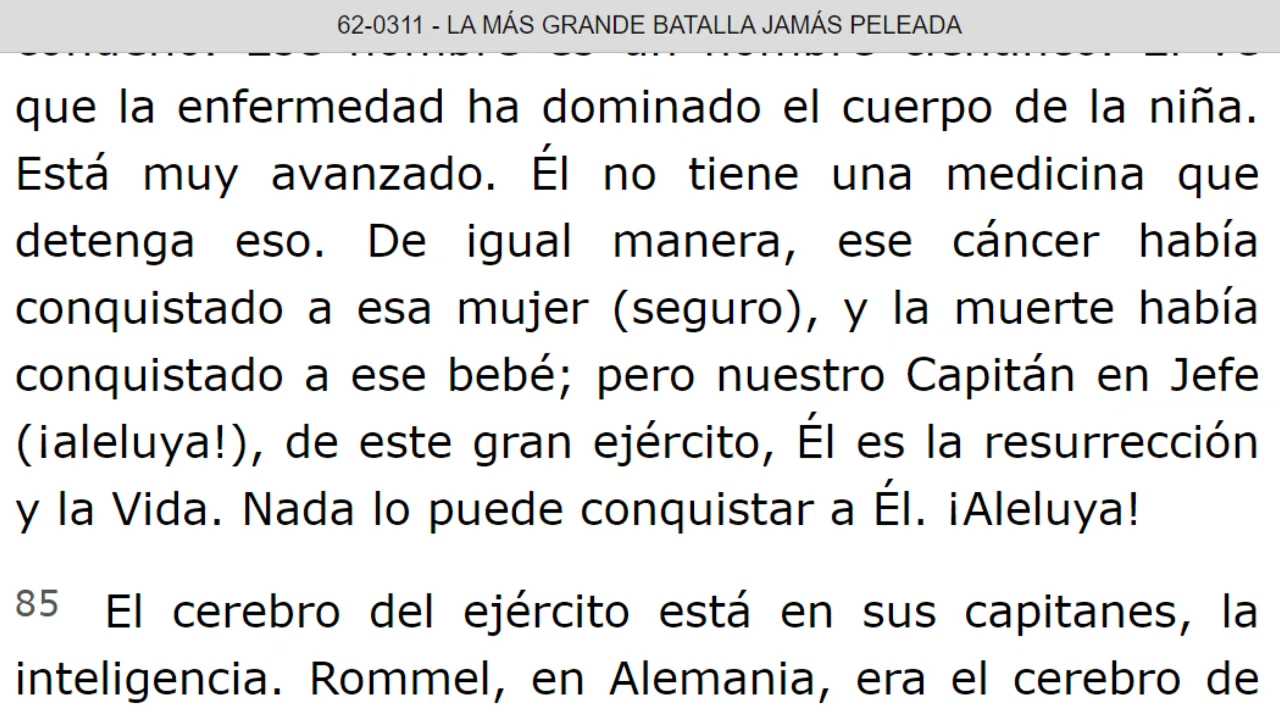 62-0311 - LA MÁS GRANDE BATALLA JAMÁS PELEADA
que la enfermedad ha dominado el cuerpo de la niña.
Está muy avanzado. Él no tiene una medicina que
detenga eso. De igual manera, ese cáncer había
conquistado a esa mujer (seguro), y la muerte había
conquistado a ese bebé; pero nuestro Capitán en Jefe
(¡aleluya!), de este gran ejército, Él es la resurrección
y la Vida. Nada lo puede conquistar a Él. ¡Aleluya!
85 El cerebro del ejército está en sus capitanes, la
inteligencia. Rommel, en Alemania, era el cerebro de